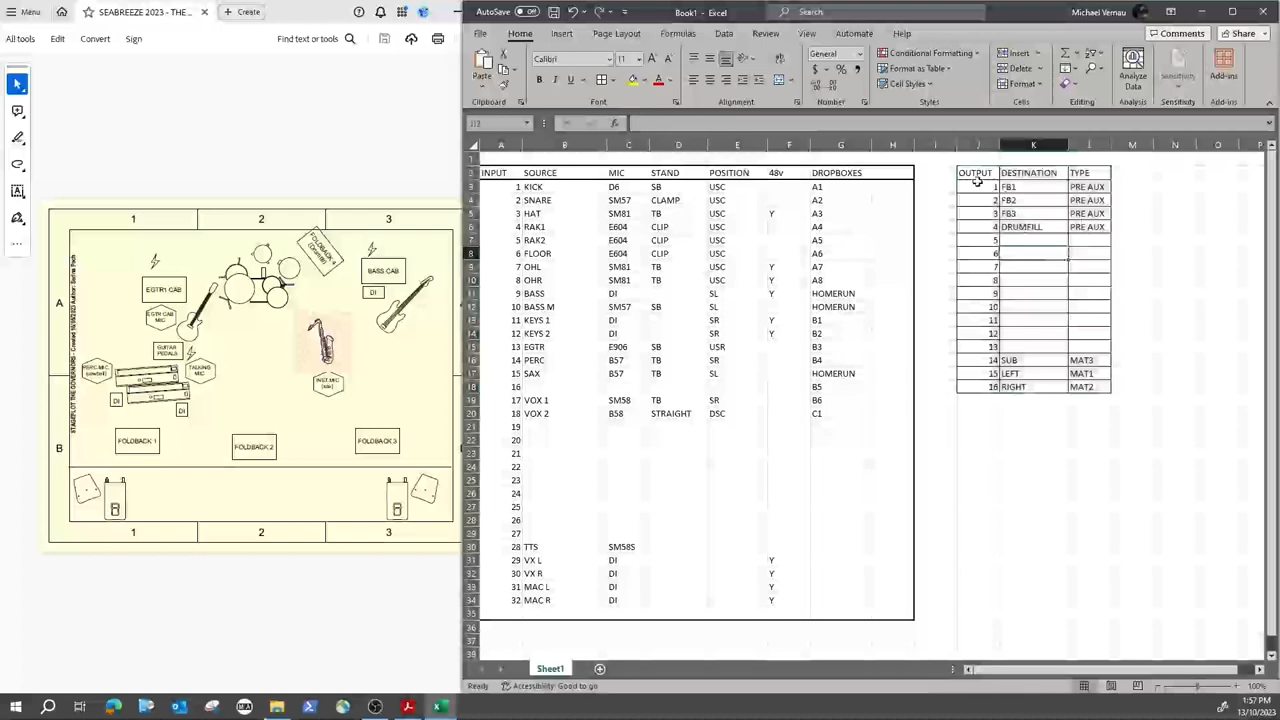 Menu
SEABREEZE 2023 - THE ...
Create
All tools
Edit
Convert
Sign
Find text or tools
1
2
3
A
B
STAGEPLOT THE GOVERNORS
EGTR1 CAB
EGTR CAB MIC
GUITAR PEDALS
PERC MIC
TALKING MIC
DI
DI
FOLDBACK 4
BASS CAB
DI
INST.MIC
FOLDBACK 1
FOLDBACK 2
FOLDBACK 3
1
2
3
AutoSave Off
Book1 - Excel
Search
Michael Vernau
File Home Insert Page Layout Formulas Data Review View Automate Help
Comments
Share
Paste
Clipboard
Calibri 11
Font
Alignment
General
Number
Conditional Formatting
Format as Table
Cell Styles
Styles
Insert
Delete
Format
Cells
Editing
Analyze Data
Analysis
Sensitivity
Sensitivity
Add-ins
Add-ins
A B C D E F G H I J K L M N O P
INPUT SOURCE MIC STAND POSITION 48v DROPBOXES
1 KICK D6 SB USC A1
2 SNARE SM57 CLAMP USC A2
3 HAT SM81 TB USC Y A3
4 RAK1 E604 CLIP USC A4
5 RAK2 E604 CLIP USC A5
6 FLOOR E604 CLIP USC A6
7 OHL SM81 TB USC Y A7
8 OHR SM81 TB USC Y A8
9 BASS DI SL Y HOMERUN
10 BASS M SM57 SB SL HOMERUN
11 KEYS 1 DI SR Y B1
12 KEYS 2 DI SR Y B2
13 EGTR E906 SB USR B3
14 PERC B57 TB SR B4
15 SAX B57 TB SL HOMERUN
16 B5
17 VOX 1 SM58 TB SR B6
18 VOX 2 B58 STRAIGHT DSC C1
19
20
21
22
23
24
25
26
27
28 TTS SM58S
29 VX L DI Y
30 VX R DI Y
31 MAC L DI Y
32 MAC R DI Y
OUTPUT DESTINATION TYPE
1 FB1 PRE AUX
2 FB2 PRE AUX
3 FB3 PRE AUX
4 DRUMFILL PRE AUX
5
6
7
8
9
10
11
12
13
14 SUB MAT3
15 LEFT MAT1
16 RIGHT MAT2
Sheet1
Ready
Accessibility: Good to go
100%
1:57 PM
13/10/2023